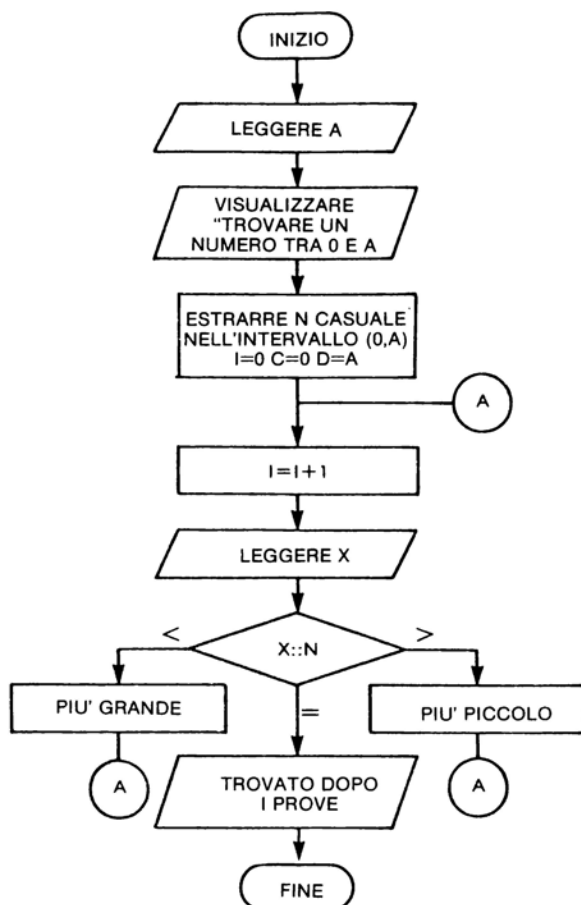 INIZIO
LEGGERE A
VISUALIZZARE
"TROVARE UN
NUMERO TRA 0 E A
ESTRARRE N CASUALE
NELL'INTERVALLO (0,A)
I=0 C=0 D=A
A
I=I+1
LEGGERE X
<
X::N
>
PIU' GRANDE
=
PIU' PICCOLO
A
TROVATO DOPO
I PROVE
A
FINE